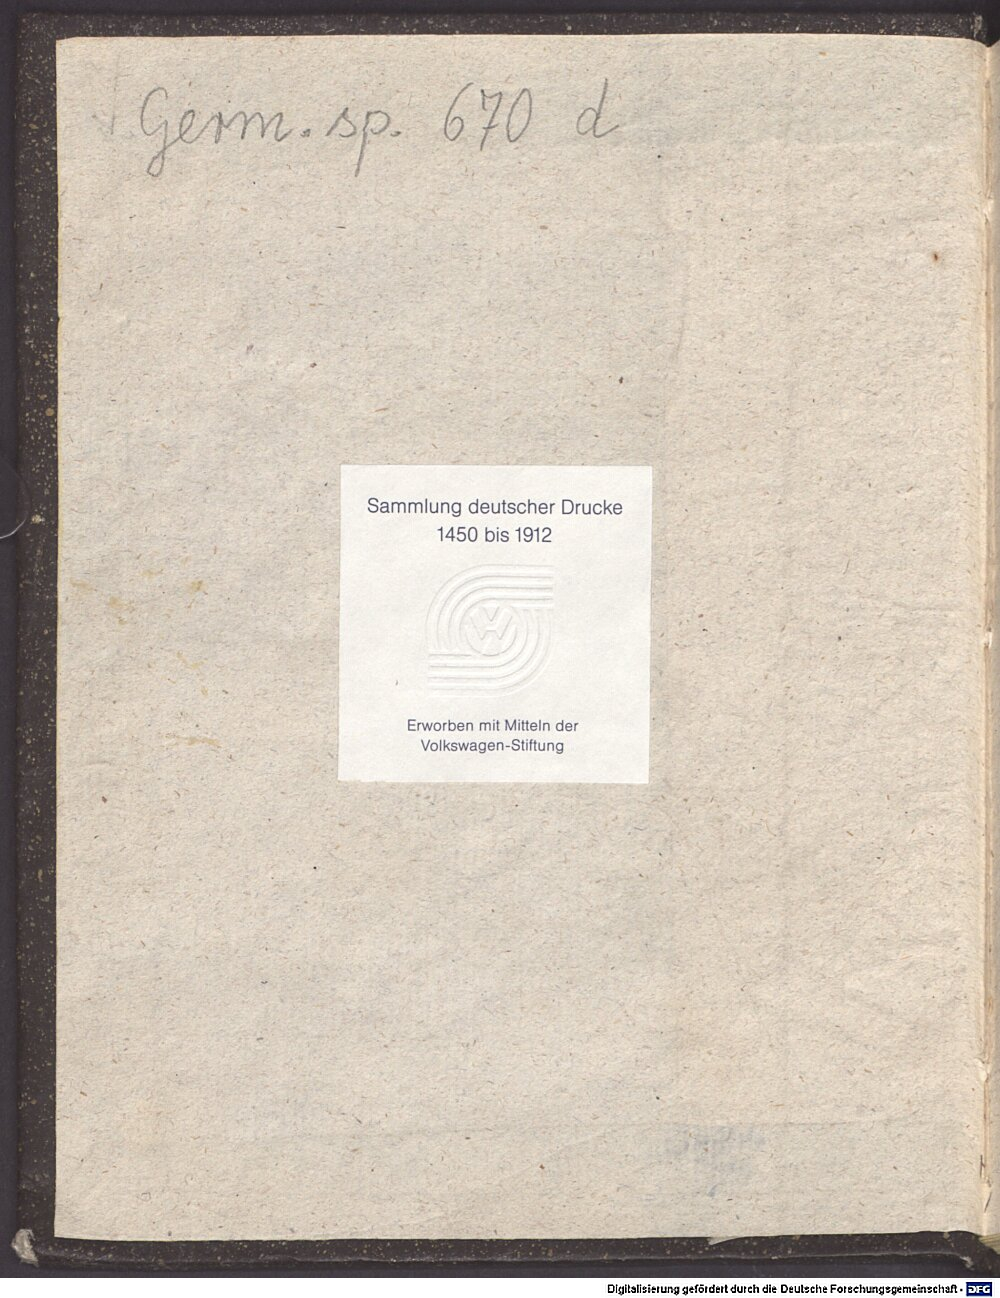 Germ. sp. 670 d
Sammlung deutscher Drucke
1450 bis 1912
VW
Erworben mit Mitteln der
Volkswagen-Stiftung
Digitalisierung gefördert durch die Deutsche Forschungsgemeinschaft - DFG